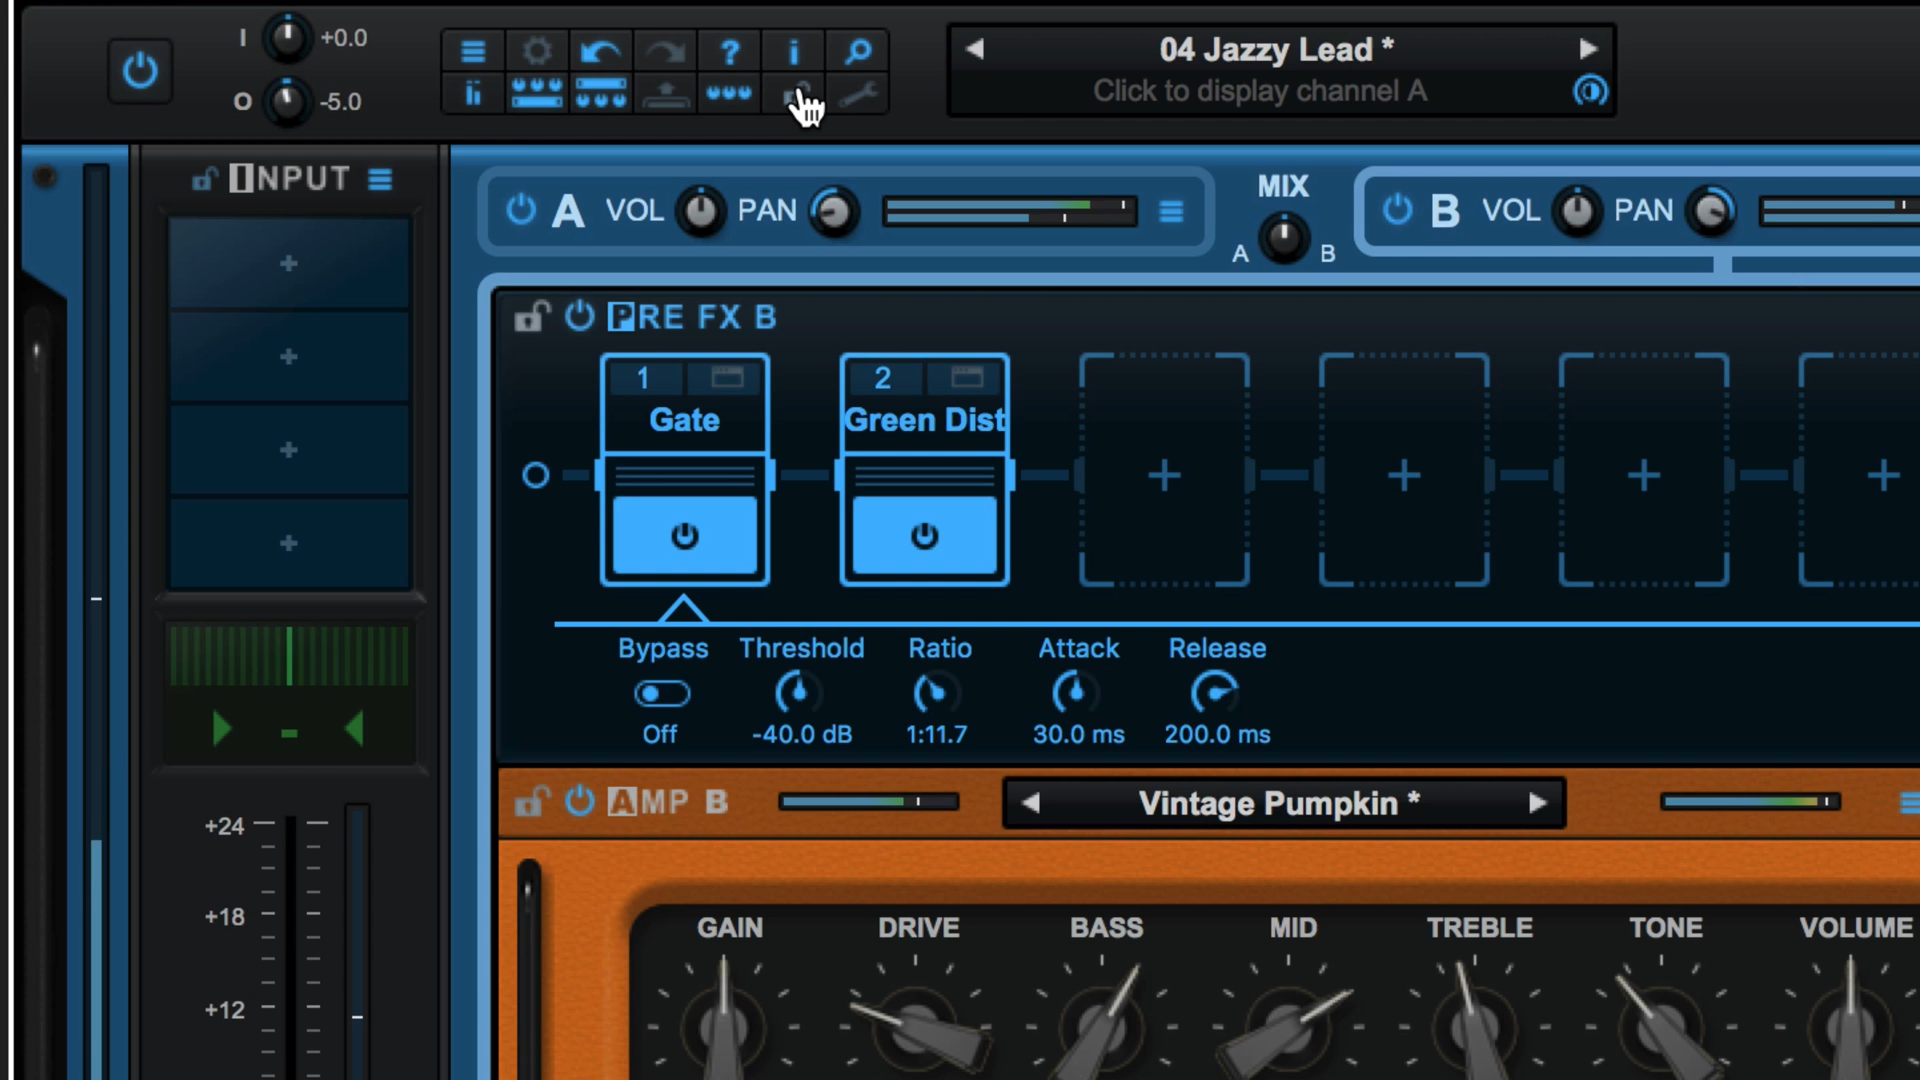 I +0.0
O -5.0
?
i
04 Jazzy Lead *
Click to display channel A
INPUT
A VOL PAN
MIX
A B
B VOL PAN
PRE FX B
1
Gate
2
Green Dist
Bypass Threshold Ratio Attack Release
Off -40.0 dB 1:11.7 30.0 ms 200.0 ms
AMP B
Vintage Pumpkin *
+24
+18
+12
GAIN DRIVE BASS MID TREBLE TONE VOLUME